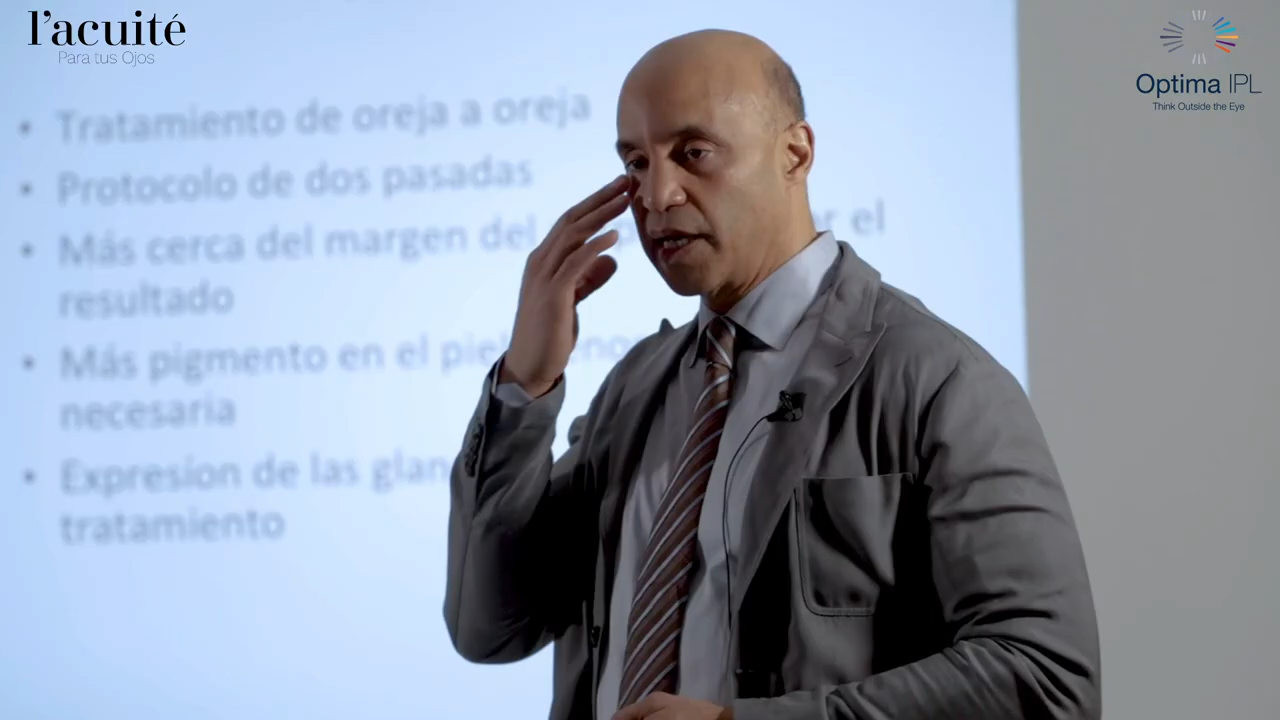 l'acuité
Para tus Ojos
Optima IPL
Think Outside the Eye
• Tratamiento de oreja a oreja
• Protocolo de dos pasadas
• Más cerca del margen del el
resultado
• Más pigmento en el piel
necesaria
• Expresion de las
tratamiento